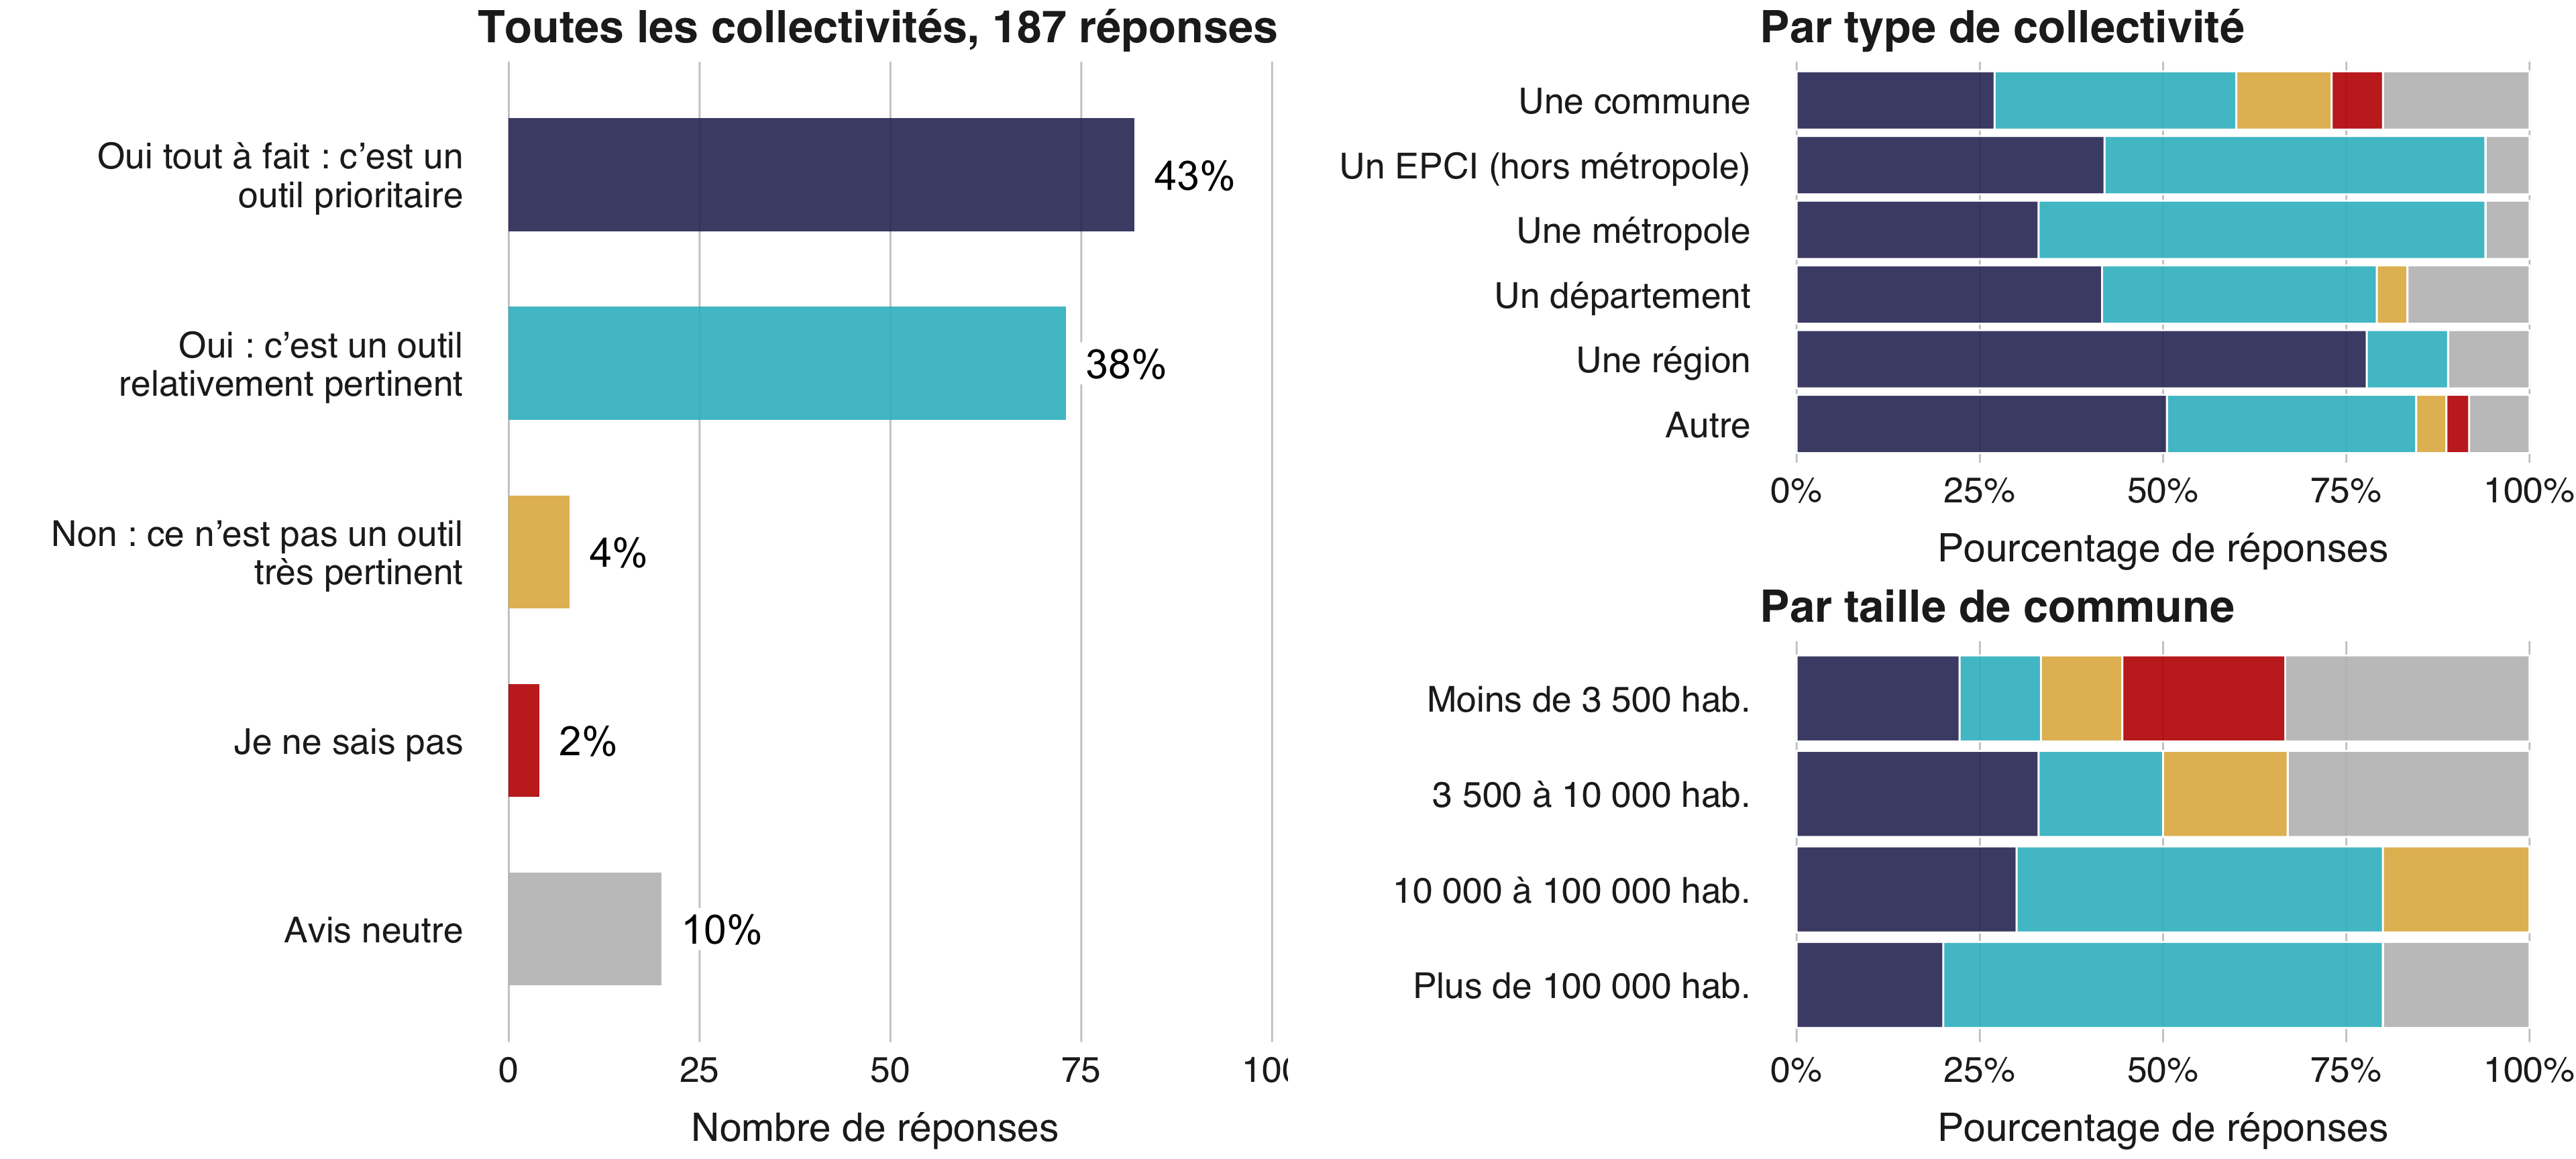 Toutes les collectivités, 187 réponses
Oui tout à fait : c’est un
outil prioritaire
43%
Oui : c’est un outil
relativement pertinent
38%
Non : ce n’est pas un outil
très pertinent
4%
Je ne sais pas
2%
Avis neutre
10%
0 25 50 75 100
Nombre de réponses
Par type de collectivité
Une commune
Un EPCI (hors métropole)
Une métropole
Un département
Une région
Autre
0% 25% 50% 75% 100%
Pourcentage de réponses
Par taille de commune
Moins de 3 500 hab.
3 500 à 10 000 hab.
10 000 à 100 000 hab.
Plus de 100 000 hab.
0% 25% 50% 75% 100%
Pourcentage de réponses